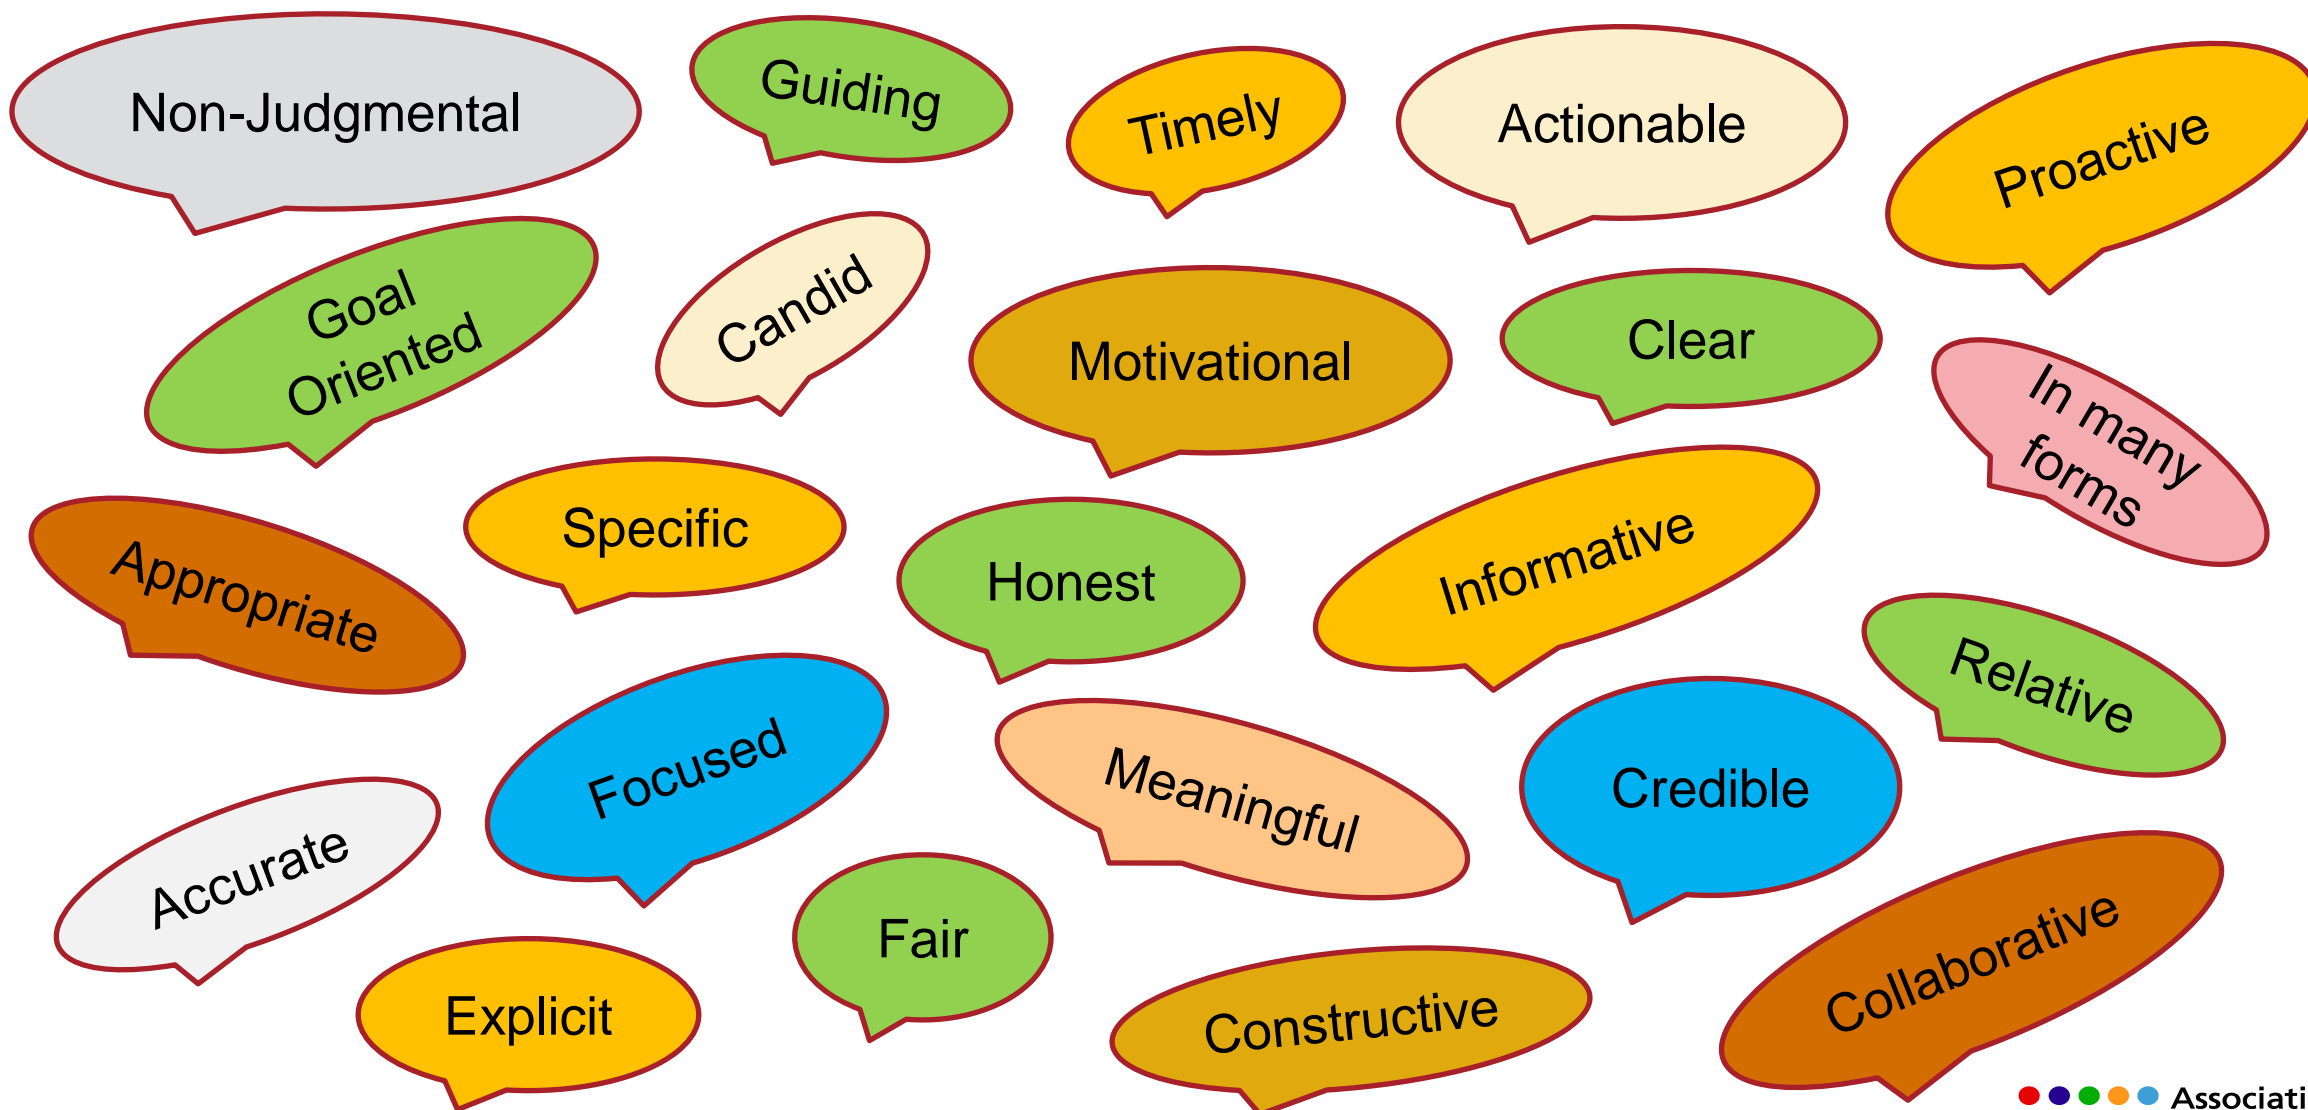 Non-Judgmental
Guiding
Timely
Actionable
Proactive
Goal
Oriented
Candid
Motivational
Clear
In many
forms
Appropriate
Specific
Honest
Informative
Relative
Focused
Meaningful
Credible
Accurate
Fair
Explicit
Constructive
Collaborative
Associati